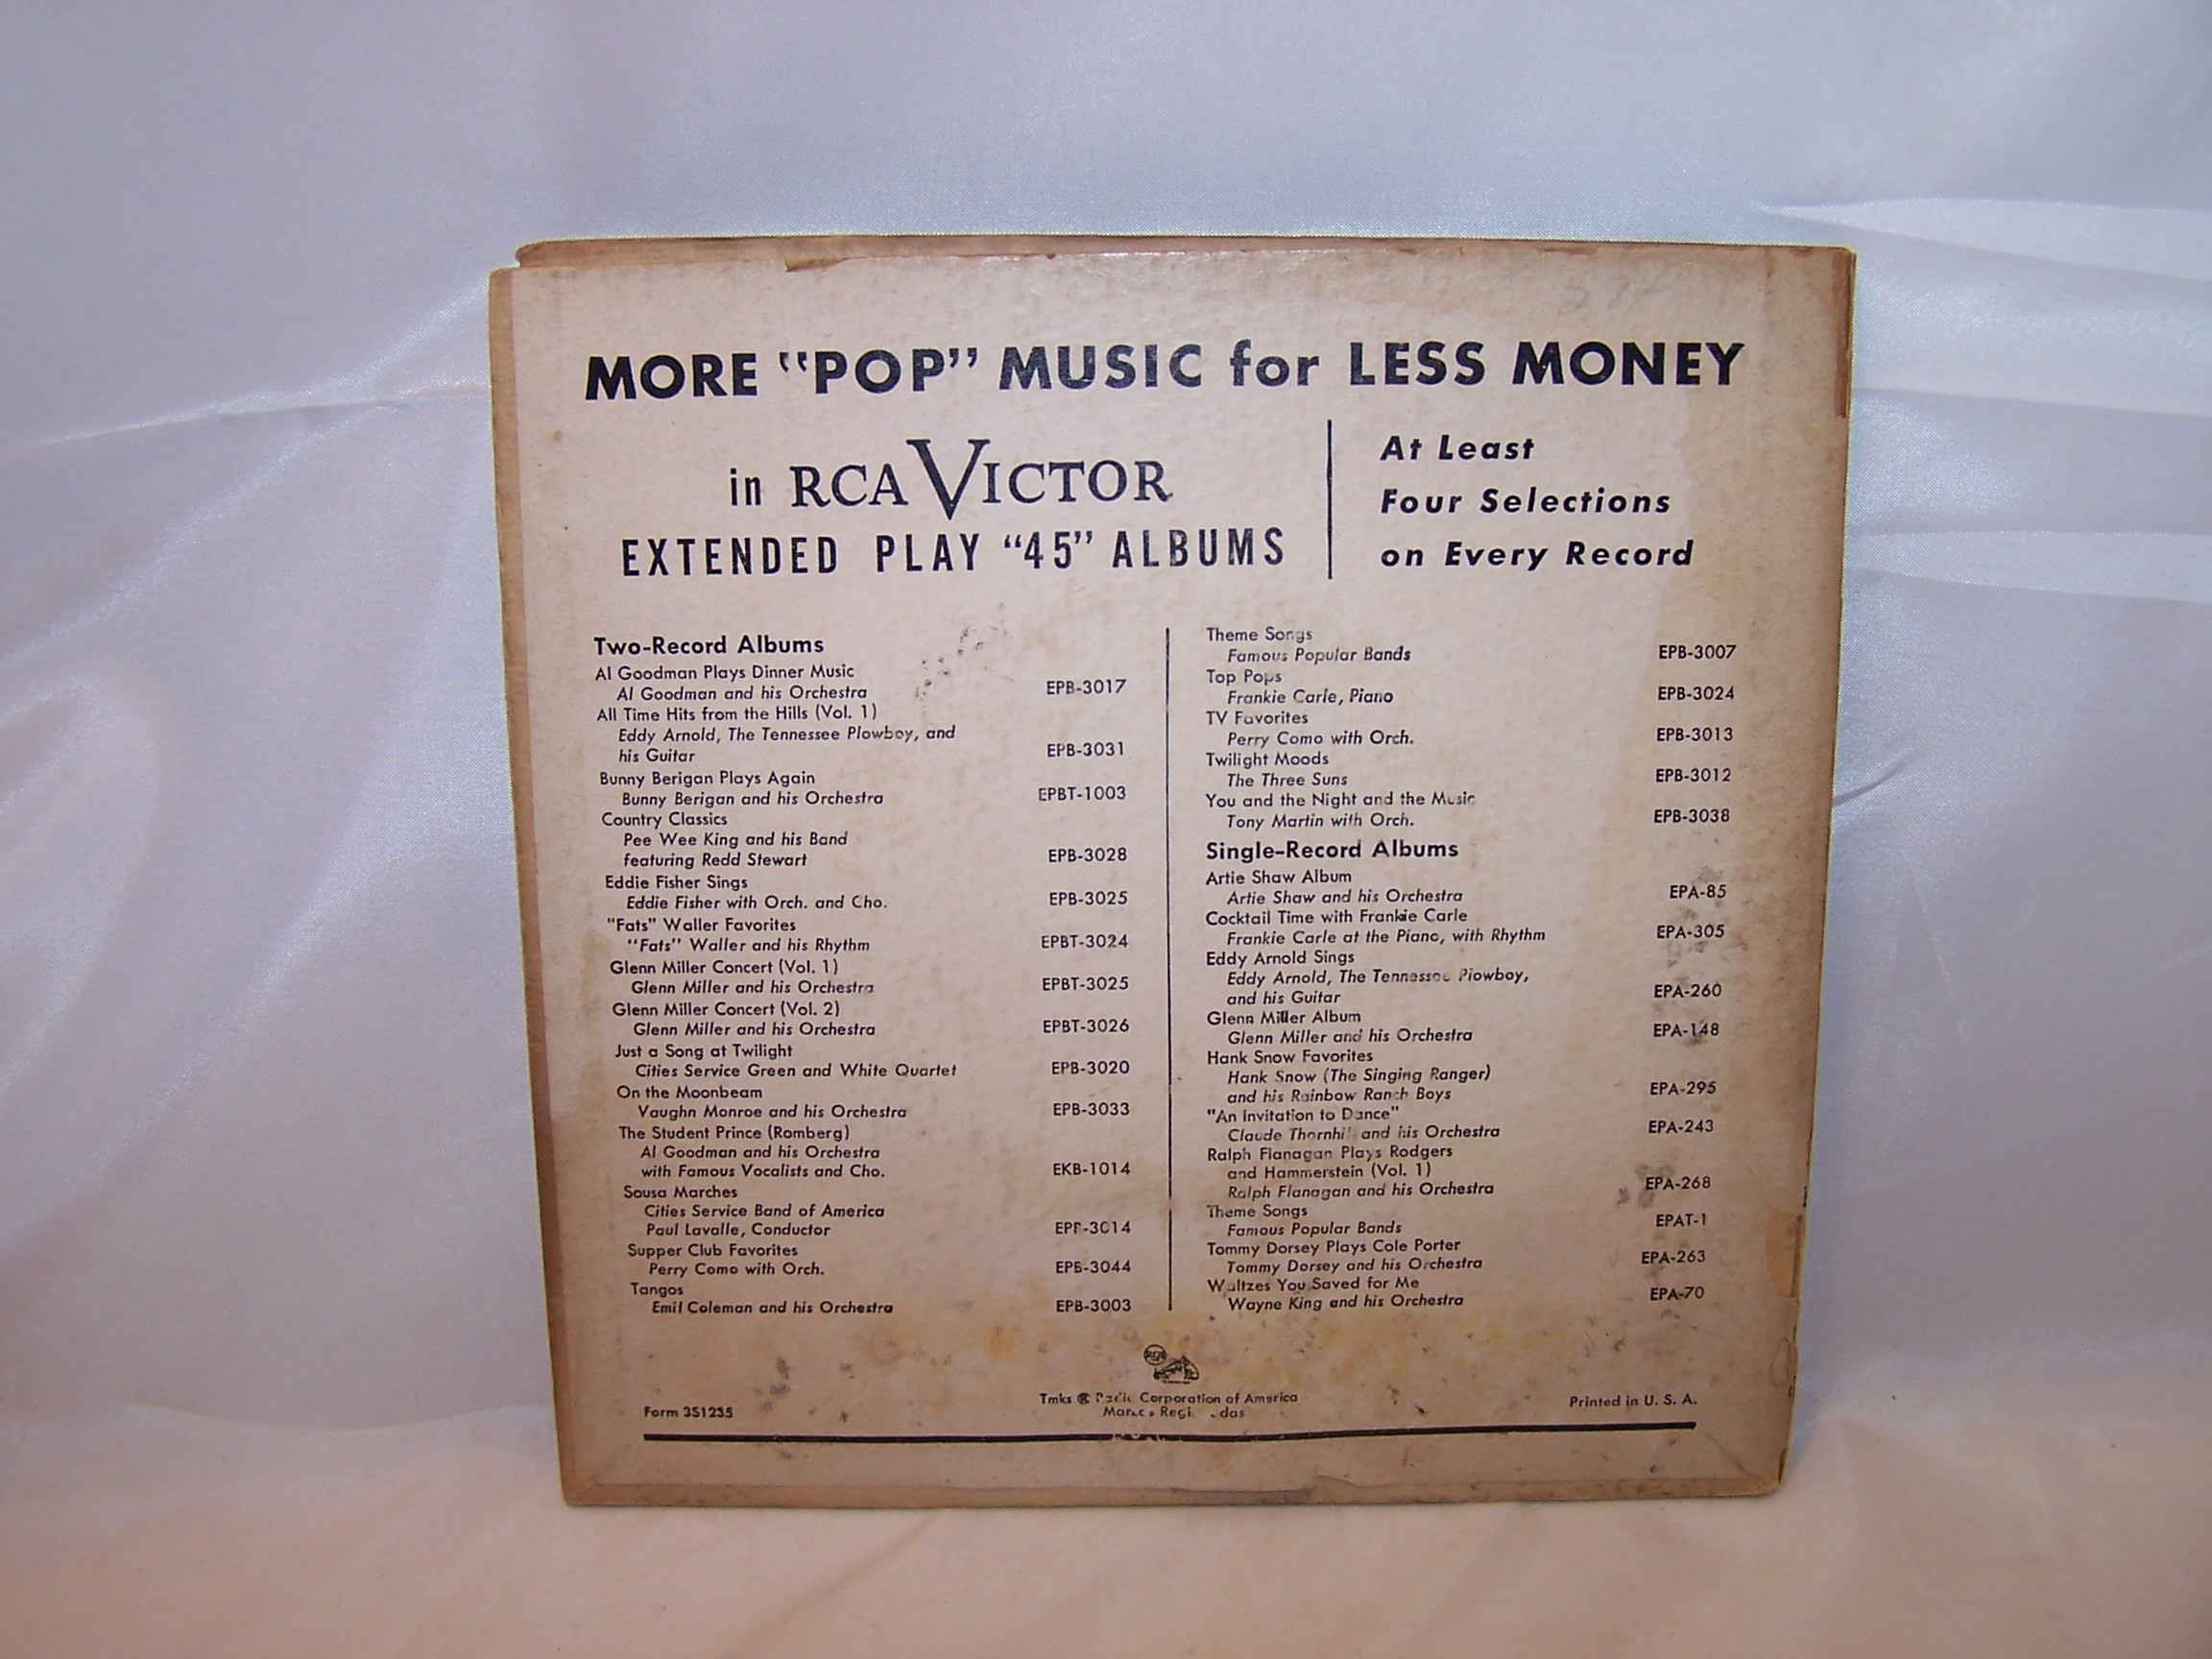 MORE "POP" MUSIC for LESS MONEY
in RCA VICTOR
EXTENDED PLAY "45" ALBUMS
At Least
Four Selections
on Every Record
Two-Record Albums
Al Goodman Plays Dinner Music
Al Goodman and his Orchestra EPB-3017
All Time Hits from the Hills (Vol. 1)
Eddy Arnold, The Tennessee Plowboy, and
his Guitar EPB-3031
Bunny Berigan Plays Again
Bunny Berigan and his Orchestra EPBT-1003
Country Classics
Pee Wee King and his Band
featuring Redd Stewart EPB-3028
Eddie Fisher Sings
Eddie Fisher with Orch. and Cho. EPB-3025
"Fats" Waller Favorites
"Fats" Waller and his Rhythm EPBT-3024
Glenn Miller Concert (Vol. 1)
Glenn Miller and his Orchestra EPBT-3025
Glenn Miller Concert (Vol. 2)
Glenn Miller and his Orchestra EPBT-3026
Just a Song at Twilight
Cities Service Green and White Quartet EPB-3020
On the Moonbeam
Vaughn Monroe and his Orchestra EPB-3033
The Student Prince (Romberg)
Al Goodman and his Orchestra
with Famous Vocalists and Cho. EKB-1014
Sousa Marches
Cities Service Band of America
Paul Lavalle, Conductor EPB-3014
Supper Club Favorites
Perry Como with Orch. EPB-3044
Tangos
Emil Coleman and his Orchestra EPB-3003
Theme Songs
Famous Popular Bands EPB-3007
Top Pops
Frankie Carle, Piano EPB-3024
TV Favorites
Perry Como with Orch. EPB-3013
Twilight Moods
The Three Suns EPB-3012
You and the Night and the Music
Tony Martin with Orch. EPB-3038
Single-Record Albums
Artie Shaw Album
Artie Shaw and his Orchestra EPA-85
Cocktail Time with Frankie Carle
Frankie Carle at the Piano, with Rhythm EPA-305
Eddy Arnold Sings
Eddy Arnold, The Tennessee Plowboy,
and his Guitar EPA-260
Glenn Miller Album
Glenn Miller and his Orchestra EPA-148
Hank Snow Favorites
Hank Snow (The Singing Ranger)
and his Rainbow Ranch Boys EPA-295
"An Invitation to Dance"
Claude Thornhill and his Orchestra EPA-243
Ralph Flanagan Plays Rodgers
and Hammerstein (Vol. 1)
Ralph Flanagan and his Orchestra EPA-268
Theme Songs
Famous Popular Bands EPAT-1
Tommy Dorsey Plays Cole Porter
Tommy Dorsey and his Orchestra EPA-263
Waltzes You Saved for Me
Wayne King and his Orchestra EPA-70
Form 3S1235
Tmks ® Radio Corporation of America
Marcas Registradas
Printed in U. S. A.